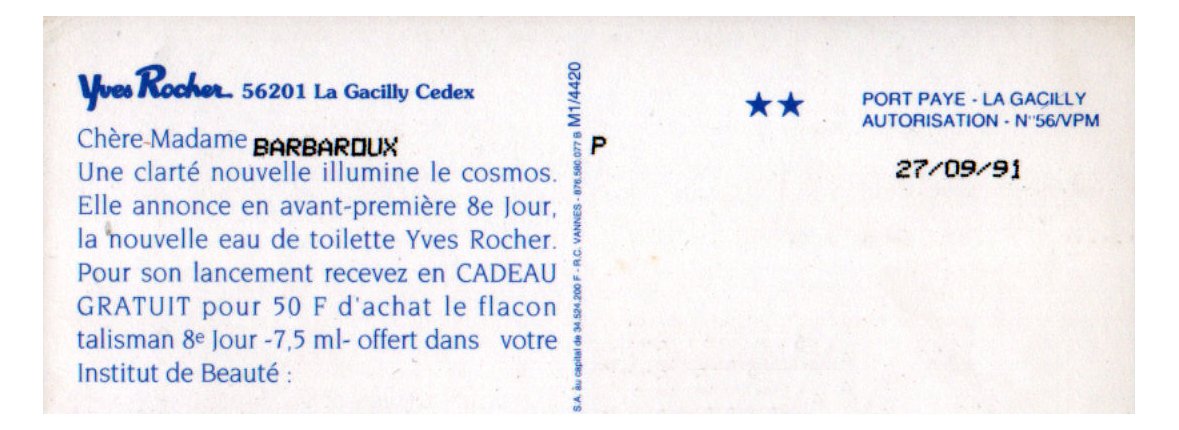 Yves Rocher 56201 La Gacilly Cedex
Chère Madame BARBAROUX
Une clarté nouvelle illumine le cosmos.
Elle annonce en avant-première 8e Jour,
la nouvelle eau de toilette Yves Rocher.
Pour son lancement recevez en CADEAU
GRATUIT pour 50 F d'achat le flacon
talisman 8e Jour -7,5 ml- offert dans votre
Institut de Beauté :
S.A. au capital de 34.524.200 F - R.C. VANNES - 876.580.077 B M1/4420
P
★★
PORT PAYE - LA GACILLY
AUTORISATION - N°56/VPM
27/09/91